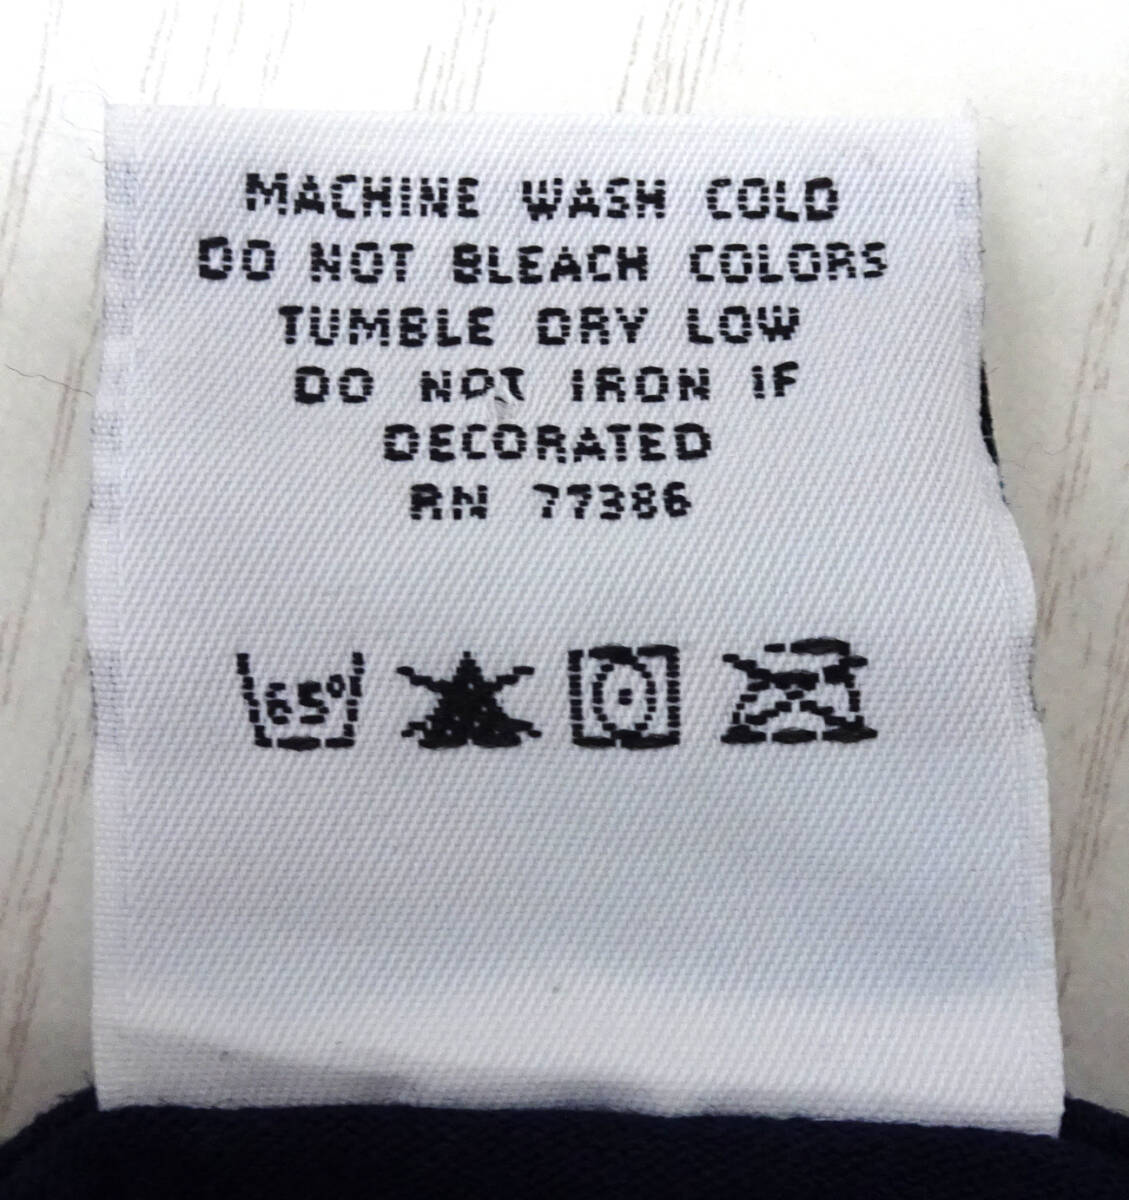 MACHINE WASH COLD
DO NOT BLEACH COLORS
TUMBLE DRY LOW
DO NOT IRON IF
DECORATED
RN 77386
65°